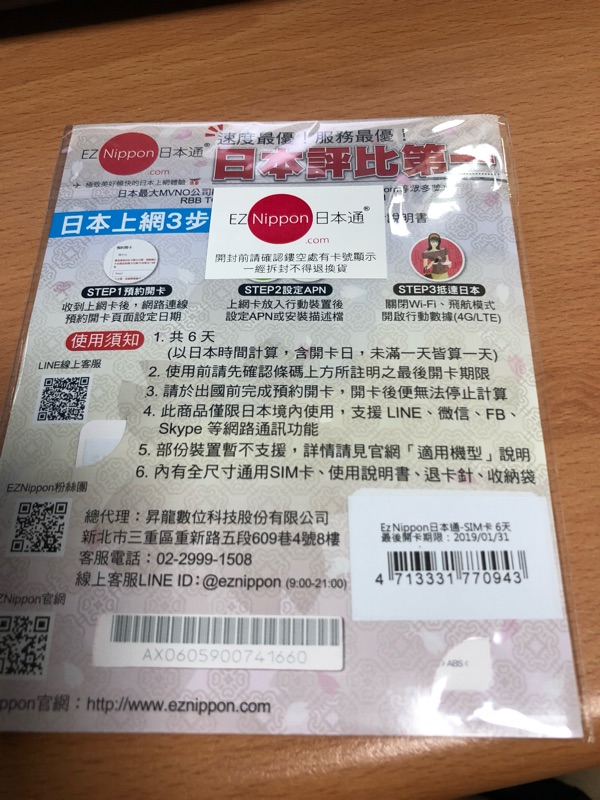 速度最優！服務最優！
EZ Nippon 日本通®
.com
日本評比第一
極緻美好暢快的日本上網體驗
日本最大MVNO公司
RBB TO
日本上網3步
說明書
EZ Nippon 日本通®
.com
開封前請確認鏤空處有卡號顯示
一經拆封不得退換貨
STEP1預約開卡
收到上網卡後，網路連線
預約開卡頁面設定日期
STEP2設定APN
上網卡放入行動裝置後
設定APN或安裝描述檔
STEP3抵達日本
關閉Wi-Fi、飛航模式
開啟行動數據(4G/LTE)
使用須知
1. 共 6 天
(以日本時間計算，含開卡日，未滿一天皆算一天)
2. 使用前請先確認條碼上方所註明之最後開卡期限
3. 請於出國前完成預約開卡，開卡後便無法停止計算
4. 此商品僅限日本境內使用，支援 LINE、微信、FB、
Skype 等網路通訊功能
5. 部份裝置暫不支援，詳情請見官網「適用機型」說明
6. 內有全尺寸通用SIM卡、使用說明書、退卡針、收納袋
LINE線上客服
EZNippon粉絲團
ZNippon官網
總代理：昇龍數位科技股份有限公司
新北市三重區重新路五段609巷4號8樓
客服電話：02-2999-1508
線上客服LINE ID：@eznippon (9:00-21:00)
EzNippon日本通-SIM卡 6天
最後開卡期限：2019/01/31
4 713331 770943
AX0605900741660
ABS
ppon官網：http://www.eznippon.com